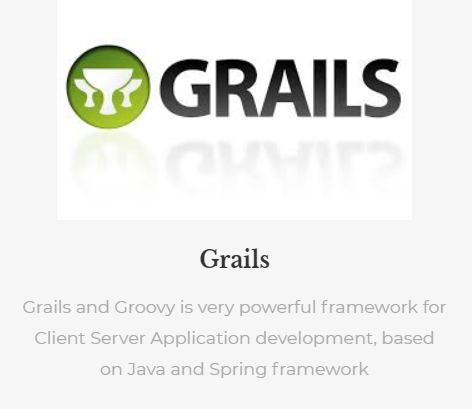 GRAILS
Grails
Grails and Groovy is very powerful framework for
Client Server Application development, based
on Java and Spring framework